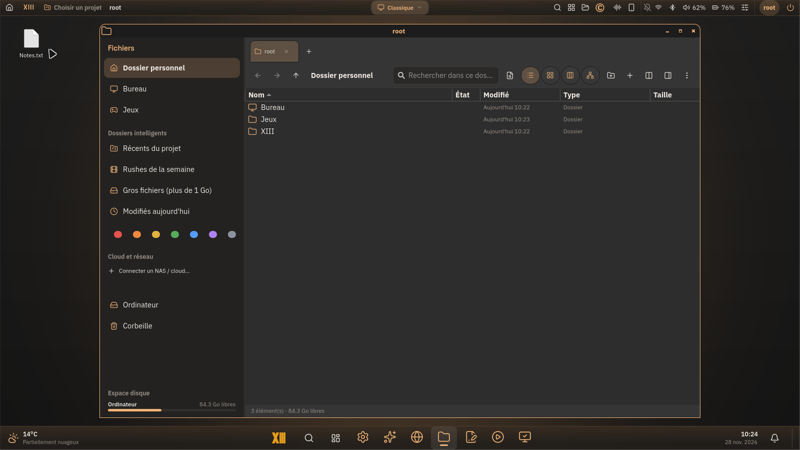 XIII
Choisir un projet
root
Classique
62%
76%
root
Notes.txt
root
Fichiers
Dossier personnel
Bureau
Jeux
Dossiers intelligents
Récents du projet
Rushes de la semaine
Gros fichiers (plus de 1 Go)
Modifiés aujourd'hui
Cloud et réseau
+ Connecter un NAS / cloud...
Ordinateur
Corbeille
Espace disque
Ordinateur
84.3 Go libres
root
×
+
Dossier personnel
Rechercher dans ce dos...
Nom
État
Modifié
Type
Taille
Bureau
Aujourd'hui 10:22
Dossier
Jeux
Aujourd'hui 10:23
Dossier
XIII
Aujourd'hui 10:22
Dossier
3 élément(s) · 84.3 Go libres
14°C
Partiellement nuageux
XIII
10:24
28 nov. 2026